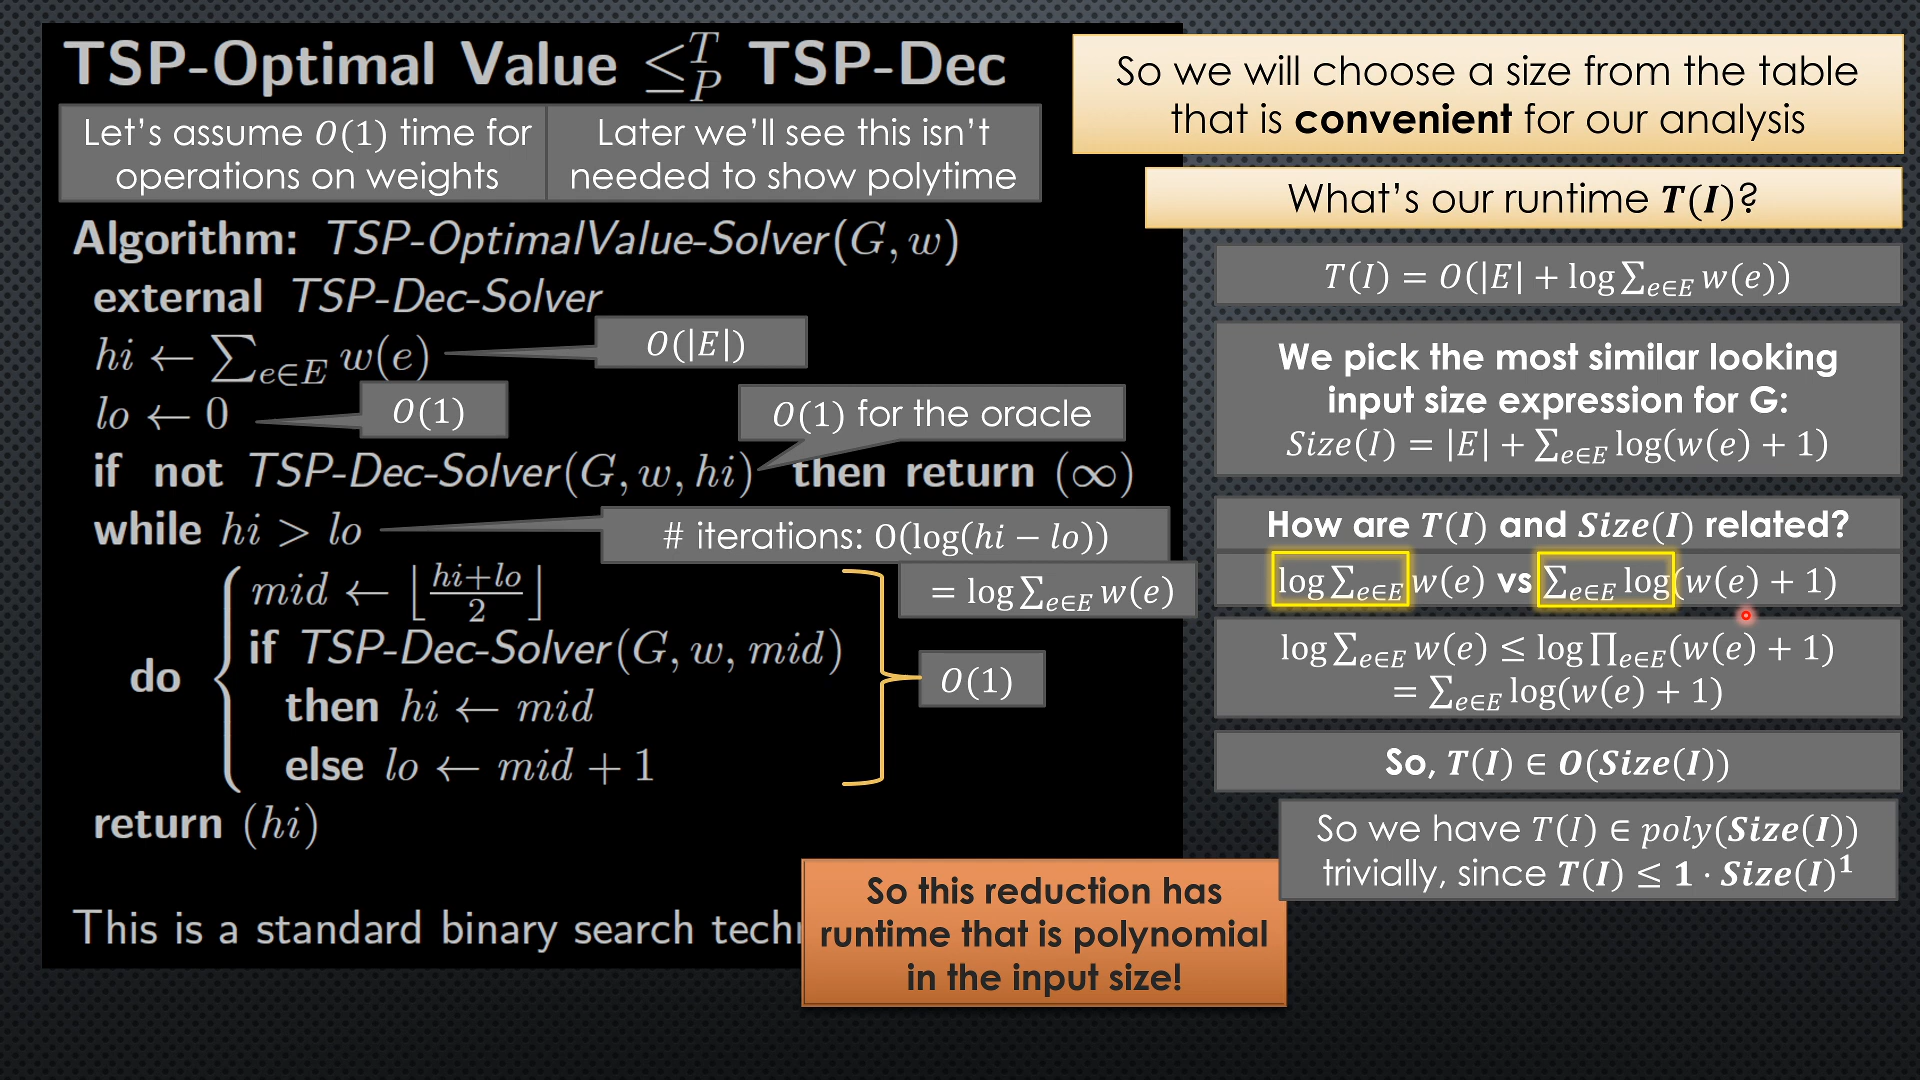 TSP-Optimal Value ≤ᵀ_P TSP-Dec
Let's assume O(1) time for
operations on weights
Later we'll see this isn't
needed to show polytime
Algorithm: TSP-OptimalValue-Solver(G, w)
external TSP-Dec-Solver
hi ← ∑_{e∈E} w(e)
O(|E|)
lo ← 0
O(1)
O(1) for the oracle
if not TSP-Dec-Solver(G, w, hi) then return (∞)
while hi > lo
# iterations: O(log(hi − lo))
= log ∑_{e∈E} w(e)
mid ← ⌊(hi+lo)/2⌋
if TSP-Dec-Solver(G, w, mid)
do
then hi ← mid
else lo ← mid + 1
O(1)
return (hi)
This is a standard binary search
So this reduction has
runtime that is polynomial
in the input size!
So we will choose a size from the table
that is convenient for our analysis
What's our runtime T(I)?
T(I) = O(|E| + log ∑_{e∈E} w(e))
We pick the most similar looking
input size expression for G:
Size(I) = |E| + ∑_{e∈E} log(w(e) + 1)
How are T(I) and Size(I) related?
log ∑_{e∈E} w(e) vs ∑_{e∈E} log(w(e) + 1)
log ∑_{e∈E} w(e) ≤ log ∏_{e∈E}(w(e) + 1)
= ∑_{e∈E} log(w(e) + 1)
So, T(I) ∈ O(Size(I))
So we have T(I) ∈ poly(Size(I))
trivially, since T(I) ≤ 1 · Size(I)¹